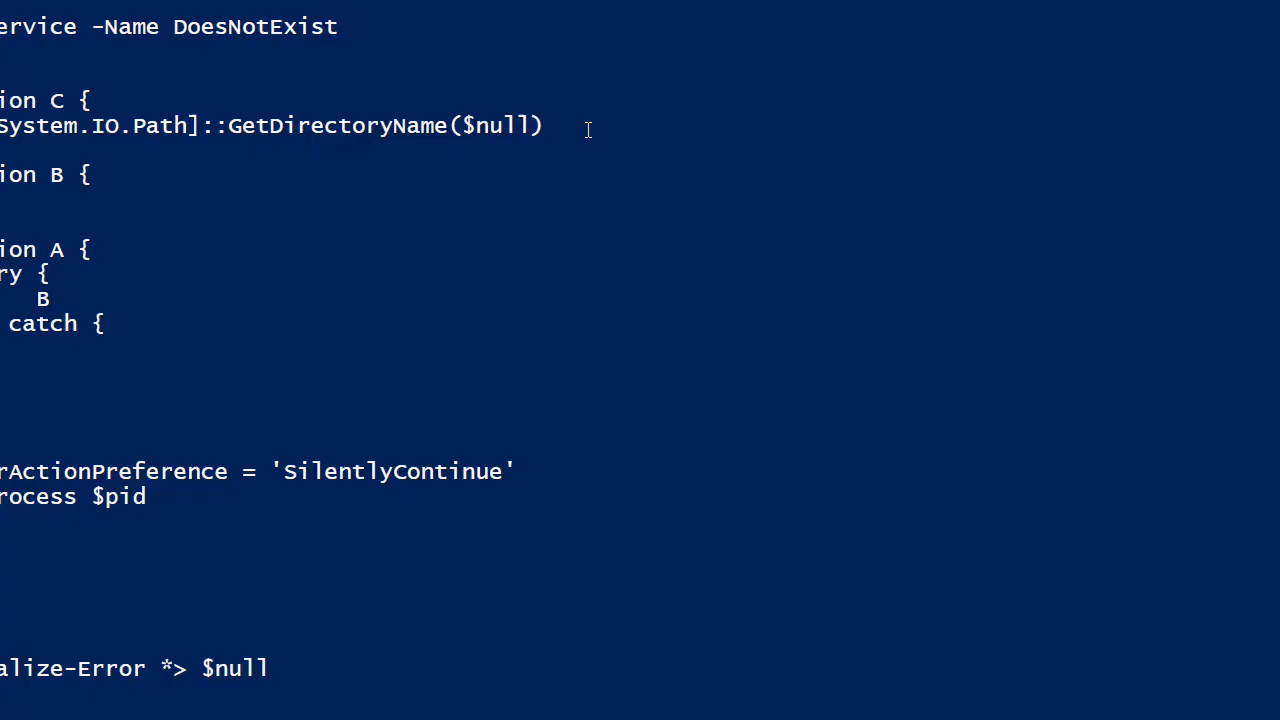 ervice -Name DoesNotExist
ion C {
System.IO.Path]::GetDirectoryName($null)
ion B {
ion A {
ry {
B
catch {
rActionPreference = 'SilentlyContinue'
rocess $pid
alize-Error *> $null